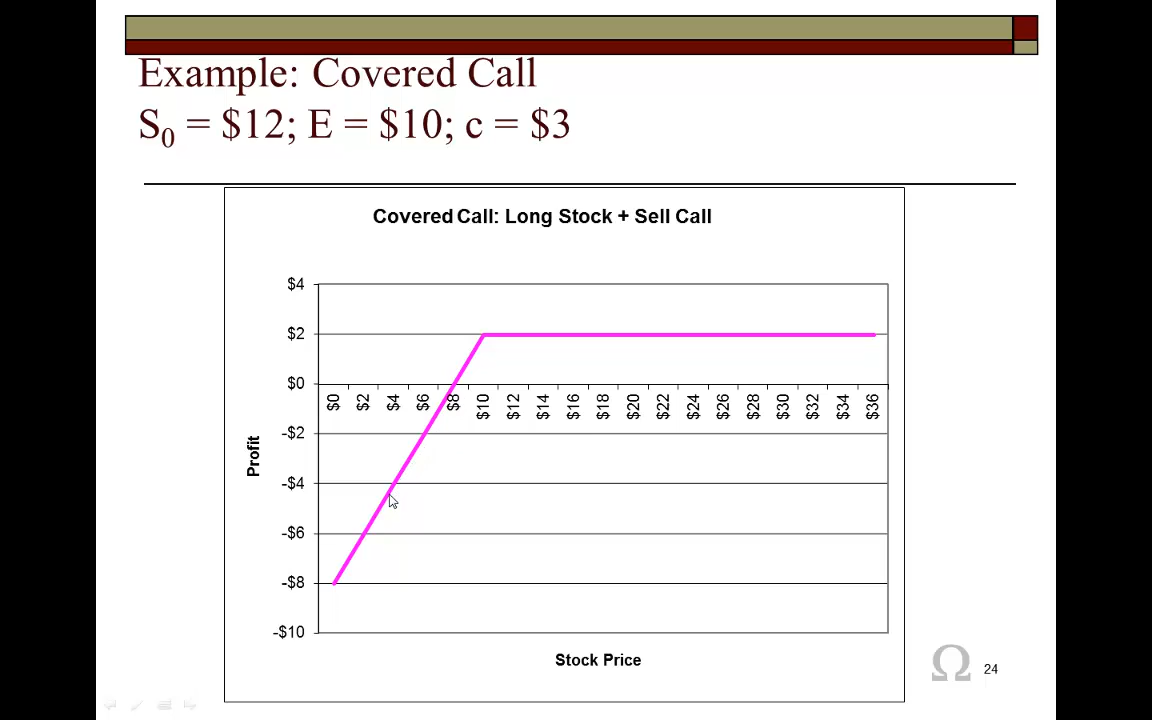 Example: Covered Call
S₀ = $12; E = $10; c = $3
Covered Call: Long Stock + Sell Call
$4
$2
$0
-$2
-$4
-$6
-$8
-$10
Profit
$0 $2 $4 $6 $8 $10 $12 $14 $16 $18 $20 $22 $24 $26 $28 $30 $32 $34 $36
Stock Price
Ω 24